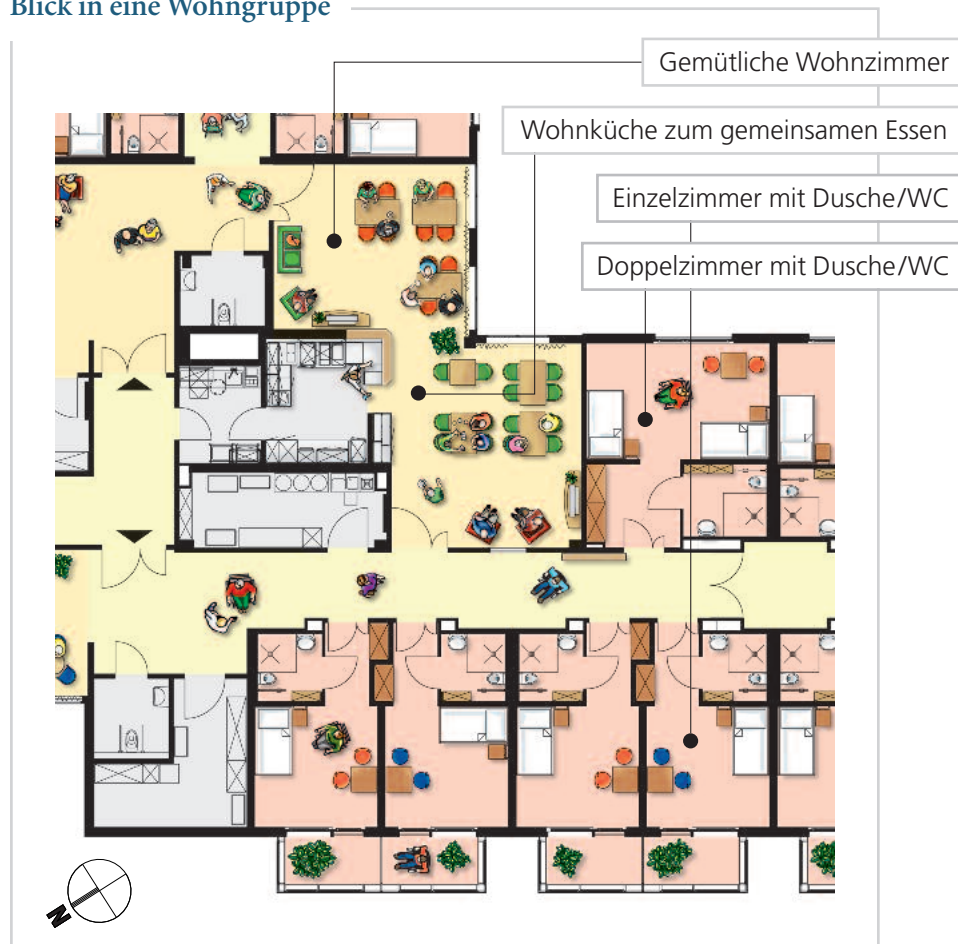 Blick in eine Wohngruppe
Gemütliche Wohnzimmer
Wohnküche zum gemeinsamen Essen
Einzelzimmer mit Dusche/WC
Doppelzimmer mit Dusche/WC
N